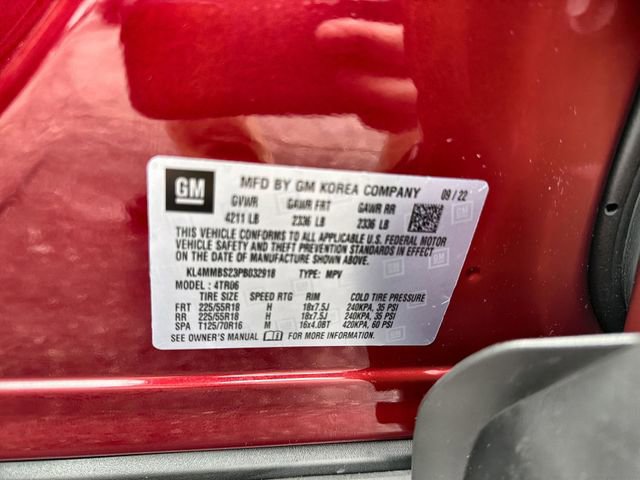 GM
MFD BY GM KOREA COMPANY 09/22
GVWR GAWR FRT GAWR RR
4211 LB 2336 LB 2336 LB
THIS VEHICLE CONFORMS TO ALL APPLICABLE U.S. FEDERAL MOTOR
VEHICLE SAFETY AND THEFT PREVENTION STANDARDS IN EFFECT
ON THE DATE OF MANUFACTURE SHOWN ABOVE.
KL4MMBS23PB032918 TYPE: MPV
MODEL: 4TR06
TIRE SIZE SPEED RTG RIM COLD TIRE PRESSURE
FRT 225/55R18 H 18x7.5J 240KPA, 35 PSI
RR 225/55R18 H 18x7.5J 240KPA, 35 PSI
SPA T125/70R16 M 16x4.0BT 420KPA, 60 PSI
SEE OWNER'S MANUAL FOR MORE INFORMATION.